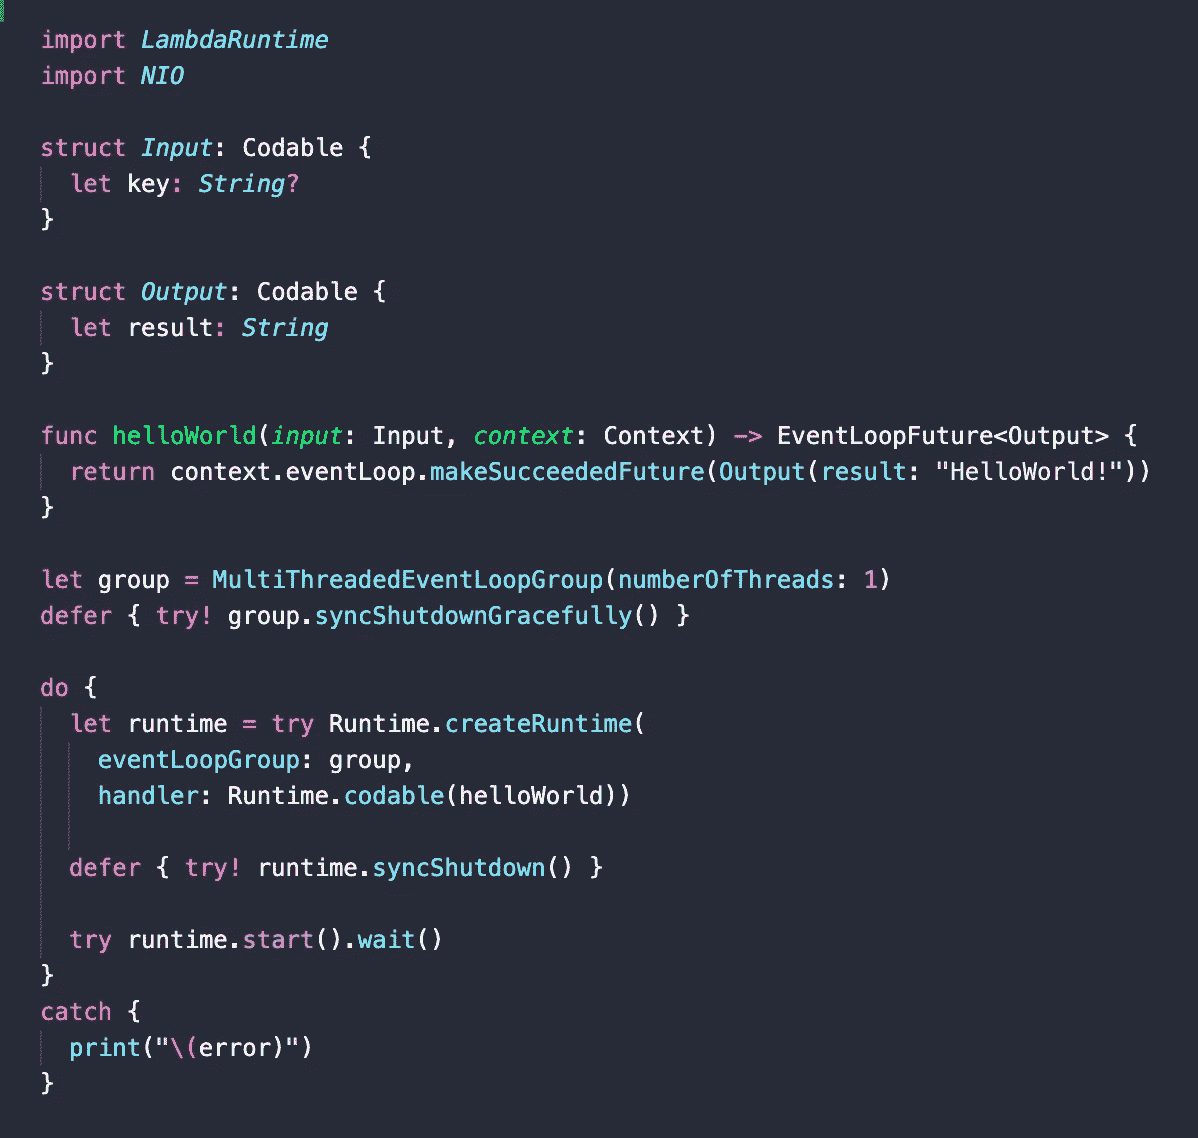 import LambdaRuntime
import NIO

struct Input: Codable {
  let key: String?
}

struct Output: Codable {
  let result: String
}

func helloWorld(input: Input, context: Context) -> EventLoopFuture<Output> {
  return context.eventLoop.makeSucceededFuture(Output(result: "HelloWorld!"))
}

let group = MultiThreadedEventLoopGroup(numberOfThreads: 1)
defer { try! group.syncShutdownGracefully() }

do {
  let runtime = try Runtime.createRuntime(
    eventLoopGroup: group,
    handler: Runtime.codable(helloWorld))

  defer { try! runtime.syncShutdown() }

  try runtime.start().wait()
}
catch {
  print("\(error)")
}